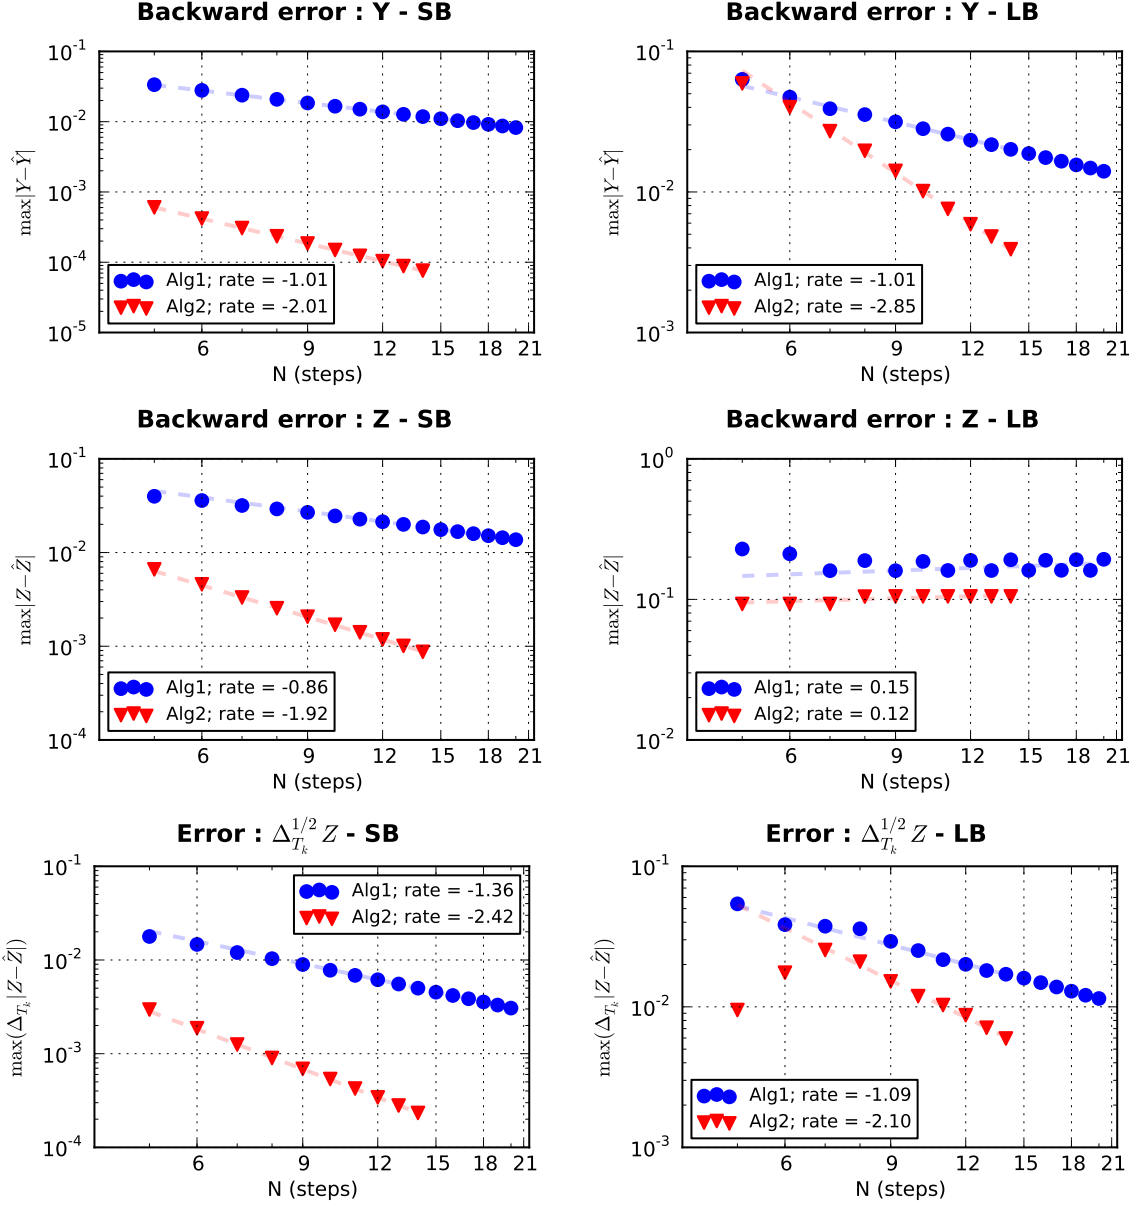 Backward error : Y - SB
10^-1
10^-2
10^-3
10^-4
10^-5
max|Y−Ŷ|
Alg1; rate = -1.01
Alg2; rate = -2.01
6 9 12 15 18 21
N (steps)
Backward error : Y - LB
10^-1
10^-2
10^-3
max|Y−Ŷ|
Alg1; rate = -1.01
Alg2; rate = -2.85
6 9 12 15 18 21
N (steps)
Backward error : Z - SB
10^-1
10^-2
10^-3
10^-4
max|Z−Ẑ|
Alg1; rate = -0.86
Alg2; rate = -1.92
6 9 12 15 18 21
N (steps)
Backward error : Z - LB
10^0
10^-1
10^-2
max|Z−Ẑ|
Alg1; rate = 0.15
Alg2; rate = 0.12
6 9 12 15 18 21
N (steps)
Error : Δ_{T_k}^{1/2} Z - SB
10^-1
10^-2
10^-3
10^-4
max(Δ_{T_k}|Z−Ẑ|)
Alg1; rate = -1.36
Alg2; rate = -2.42
6 9 12 15 18 21
N (steps)
Error : Δ_{T_k}^{1/2} Z - LB
10^-1
10^-2
10^-3
max(Δ_{T_k}|Z−Ẑ|)
Alg1; rate = -1.09
Alg2; rate = -2.10
6 9 12 15 18 21
N (steps)